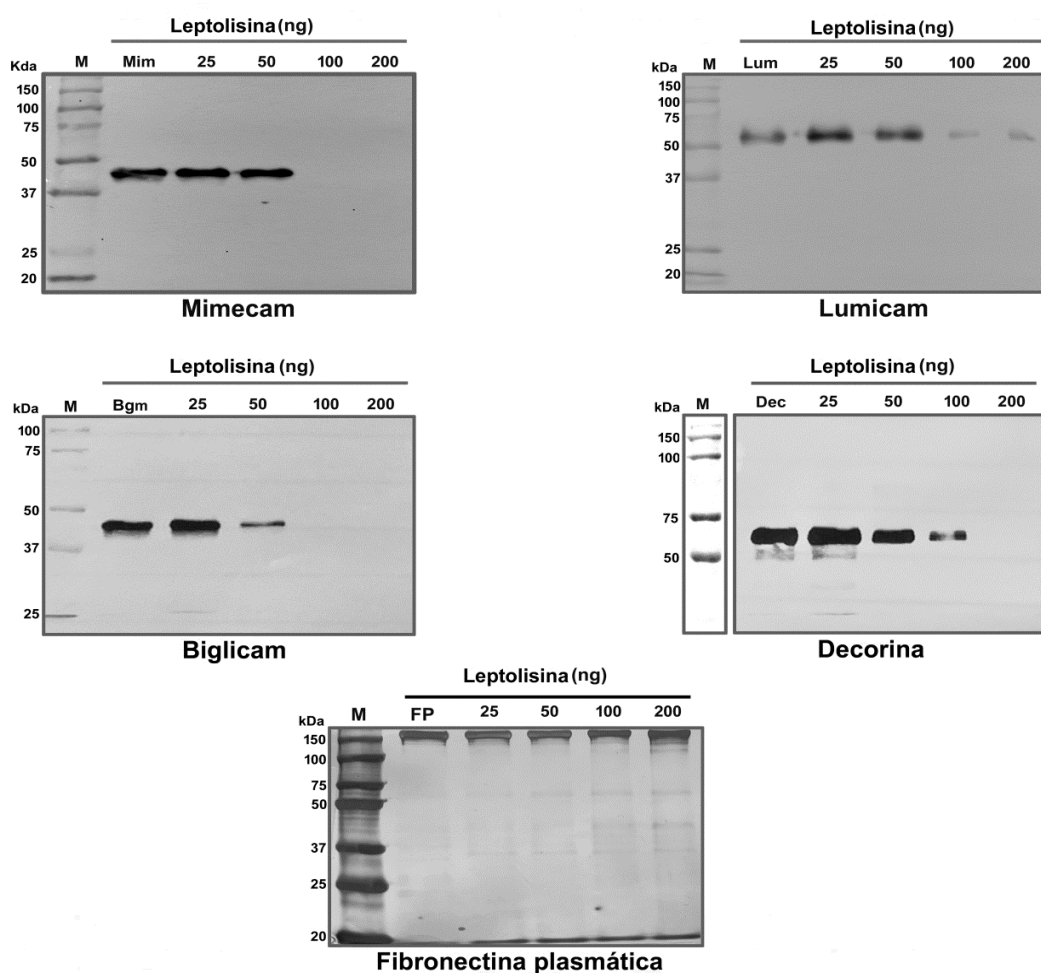 Leptolisina (ng)
Kda M Mim 25 50 100 200
150
100
75
50
37
25
20
Mimecam
Leptolisina (ng)
kDa M Lum 25 50 100 200
150
100
75
50
37
25
20
Lumicam
Leptolisina (ng)
kDa M Bgm 25 50 100 200
100
75
50
37
25
Biglicam
Leptolisina (ng)
kDa M Dec 25 50 100 200
150
100
75
50
Decorina
Leptolisina (ng)
kDa M FP 25 50 100 200
150
100
75
50
37
25
20
Fibronectina plasmática